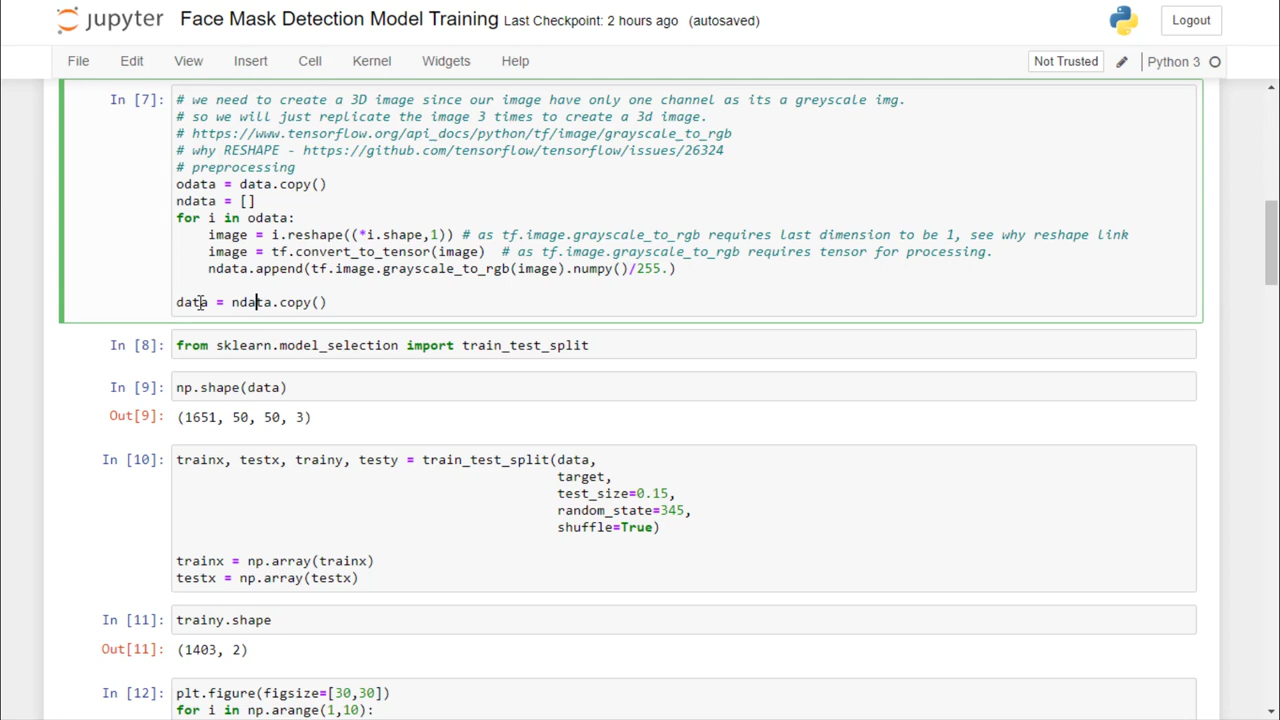 jupyter Face Mask Detection Model Training Last Checkpoint: 2 hours ago (autosaved) Logout
File Edit View Insert Cell Kernel Widgets Help Not Trusted Python 3
In [7]: # we need to create a 3D image since our image have only one channel as its a greyscale img.
# so we will just replicate the image 3 times to create a 3d image.
# https://www.tensorflow.org/api_docs/python/tf/image/grayscale_to_rgb
# why RESHAPE - https://github.com/tensorflow/tensorflow/issues/26324
# preprocessing
odata = data.copy()
ndata = []
for i in odata:
    image = i.reshape((*i.shape,1)) # as tf.image.grayscale_to_rgb requires last dimension to be 1, see why reshape link
    image = tf.convert_to_tensor(image)  # as tf.image.grayscale_to_rgb requires tensor for processing.
    ndata.append(tf.image.grayscale_to_rgb(image).numpy()/255.)
data = ndata.copy()
In [8]: from sklearn.model_selection import train_test_split
In [9]: np.shape(data)
Out[9]: (1651, 50, 50, 3)
In [10]: trainx, testx, trainy, testy = train_test_split(data,
target,
test_size=0.15,
random_state=345,
shuffle=True)
trainx = np.array(trainx)
testx = np.array(testx)
In [11]: trainy.shape
Out[11]: (1403, 2)
In [12]: plt.figure(figsize=[30,30])
for i in np.arange(1,10):